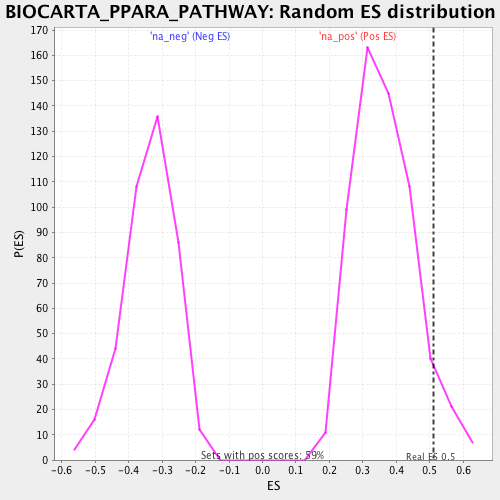 BIOCARTA_PPARA_PATHWAY: Random ES distribution
'na_neg' (Neg ES) 'na_pos' (Pos ES)
170
160
150
140
130
120
110
100
90
80
70
60
50
40
30
20
10
0
P(ES)
Sets with pos scores: 59%
Real ES 0.5
-0.6 -0.5 -0.4 -0.3 -0.2 -0.1 0.0 0.1 0.2 0.3 0.4 0.5 0.6
ES